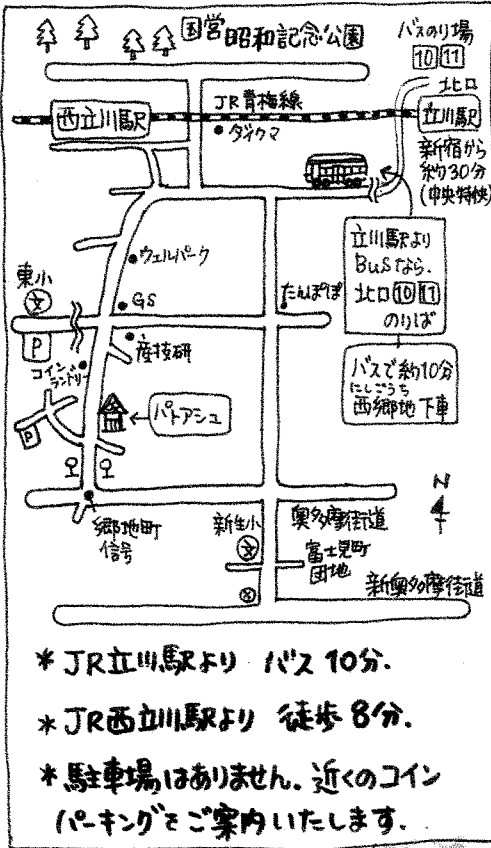 国営昭和記念公園
バスのり場
10 11
北口
JR青梅線
西立川駅
立川駅
ダイクマ
新宿から
約30分
(中央特快)
立川駅より
BUSなら、
北口10 11
のりば
バスで約10分
にしごうち
西郷地下車
ウェルパーク
東小
文
GS
たんぽぽ
P
産技研
コイン
ランドリー
パトアシュ
P
N
郷地町
信号
新生小
文
奥多摩街道
富士見町
団地
新奥多摩街道
*JR立川駅より バス10分.
*JR西立川駅より 徒歩8分.
*駐車場はありません。近くのコイン
パーキングをご案内いたします.